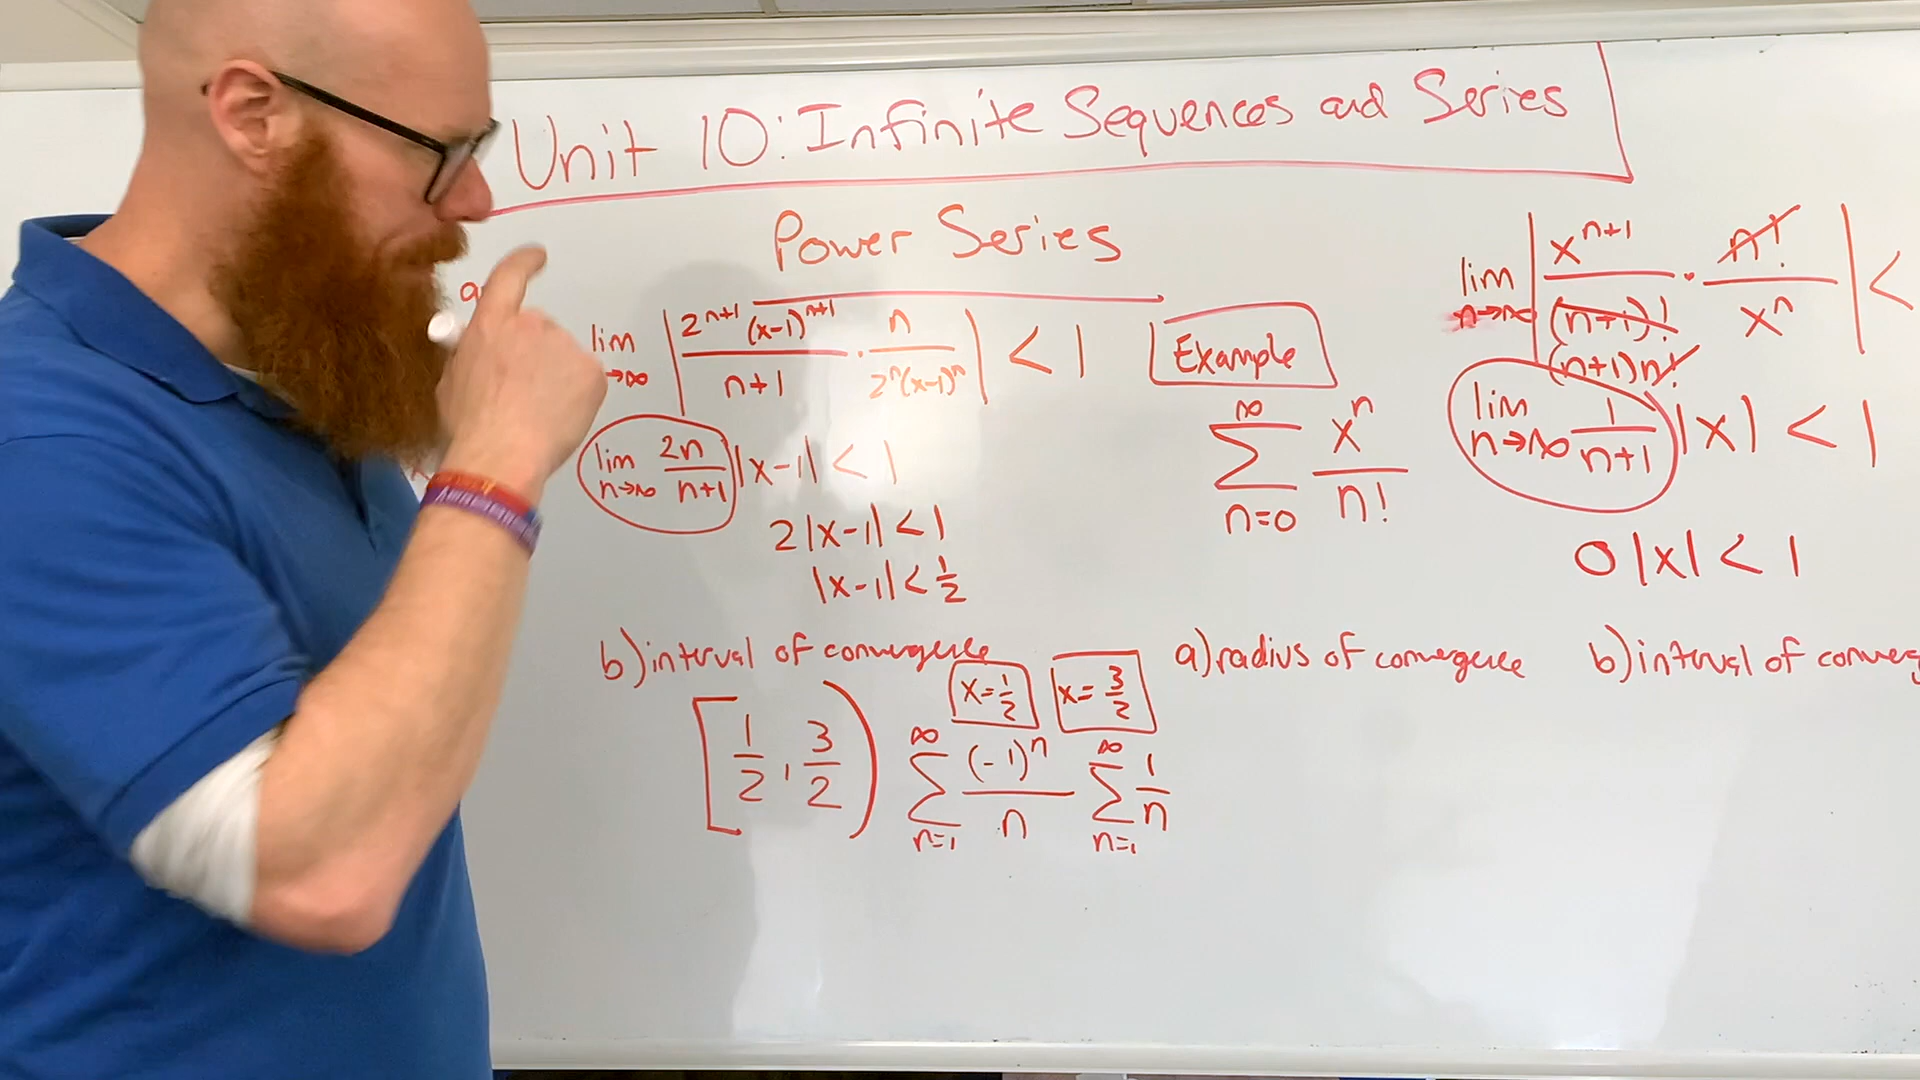 Unit 10: Infinite Sequences and Series
Power Series
a
lim n→∞ | 2^(n+1) (x-1)^(n+1) / n+1 · n / 2^n (x-1)^n | < 1
lim n→∞ 2n / n+1 |x-1| < 1
2|x-1| < 1
|x-1| < 1/2
b) interval of convergence
[1/2, 3/2)
x = 1/2
∞ Σ n=1 (-1)^n / n
x = 3/2
∞ Σ n=1 1/n
Example
∞ Σ n=0 x^n / n!
a) radius of convergence
lim n→∞ | x^(n+1) / (n+1)! · n! / x^n | <
(n+1)n!
lim n→∞ 1 / n+1 |x| < 1
0|x| < 1
b) interval of converg